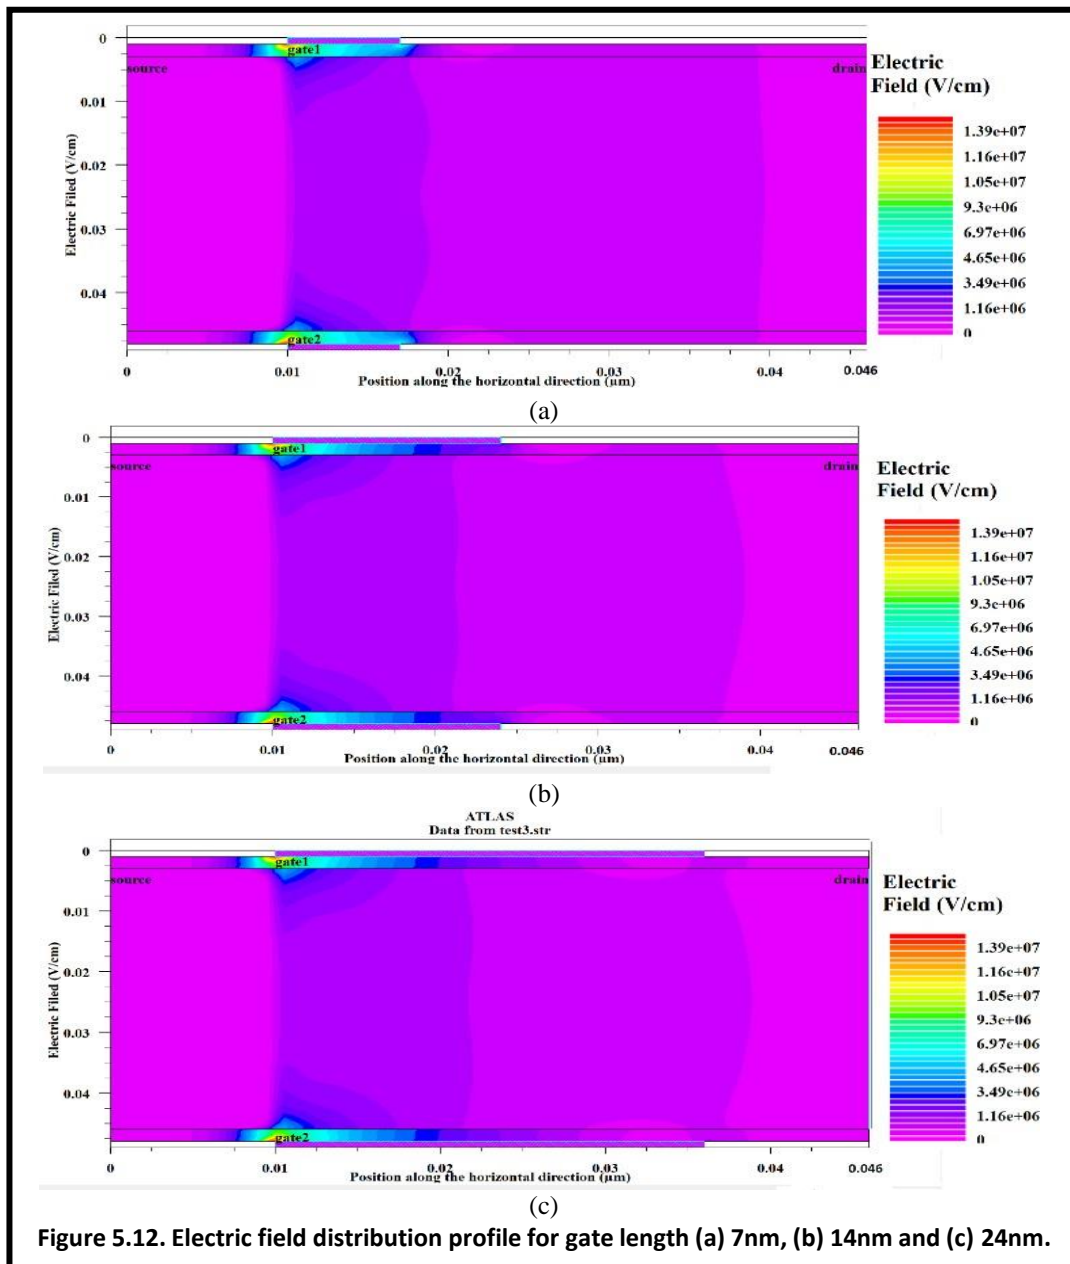 0
gate1
source
drain
0.01
0.02
0.03
0.04
Electric Filed (V/cm)
gate2
0 0.01 0.02 0.03 0.04 0.046
Position along the horizontal direction (µm)
Electric
Field (V/cm)
1.39e+07
1.16e+07
1.05e+07
9.3e+06
6.97e+06
4.65e+06
3.49e+06
1.16e+06
0
(a)
0
gate1
source
drain
0.01
0.02
0.03
0.04
Electric Filed (V/cm)
gate2
0 0.01 0.02 0.03 0.04 0.046
Position along the horizontal direction (µm)
Electric
Field (V/cm)
1.39e+07
1.16e+07
1.05e+07
9.3e+06
6.97e+06
4.65e+06
3.49e+06
1.16e+06
0
(b)
ATLAS
Data from test3.str
0
gate1
source
drain
0.01
0.02
0.03
0.04
Electric Filed (V/cm)
gate2
0 0.01 0.02 0.03 0.04 0.046
Position along the horizontal direction (µm)
Electric
Field (V/cm)
1.39e+07
1.16e+07
1.05e+07
9.3e+06
6.97e+06
4.65e+06
3.49e+06
1.16e+06
0
(c)
Figure 5.12. Electric field distribution profile for gate length (a) 7nm, (b) 14nm and (c) 24nm.